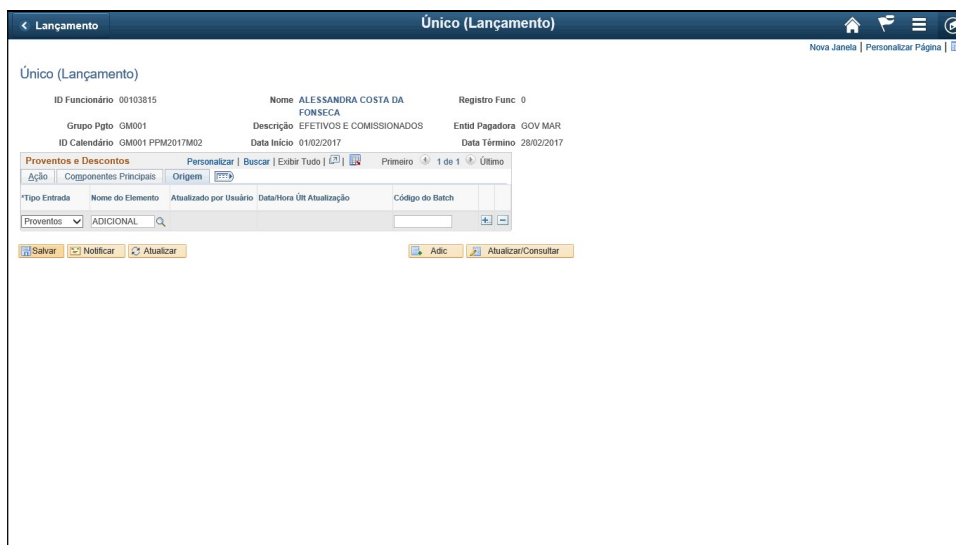 Lançamento
Único (Lançamento)
Nova Janela | Personalizar Página |
Único (Lançamento)
ID Funcionário 00103815 Nome ALESSANDRA COSTA DA FONSECA Registro Func 0
Grupo Pgto GM001 Descrição EFETIVOS E COMISSIONADOS Entid Pagadora GOV MAR
ID Calendário GM001 PPM2017M02 Data Início 01/02/2017 Data Término 28/02/2017
Proventos e Descontos Personalizar | Buscar | Exibir Tudo | | Primeiro 1 de 1 Último
Ação Componentes Principais Origem
*Tipo Entrada Nome do Elemento Atualizado por Usuário Data/Hora Últ Atualização Código do Batch
Proventos ADICIONAL
Salvar Notificar Atualizar Adic Atualizar/Consultar